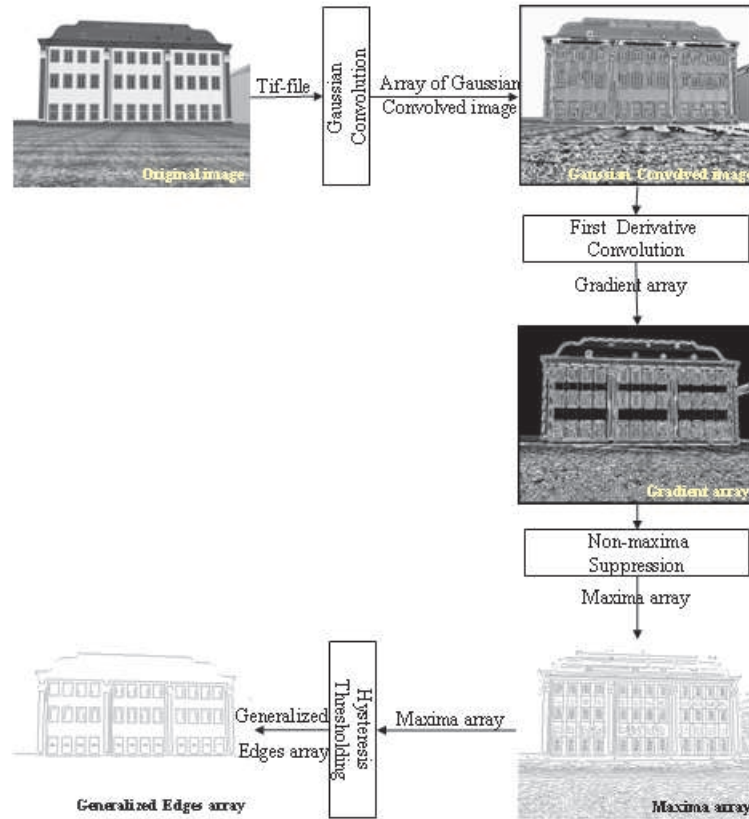 Tif-file
Gaussian
Convolution
Array of Gaussian
Convolved image
Original image
Gaussian Convolved image
First Derivative
Convolution
Gradient array
Gradient array
Non-maxima
Suppression
Maxima array
Hysteresis
Thresholding
Maxima array
Generalized
Edges array
Generalized Edges array
Maxima array